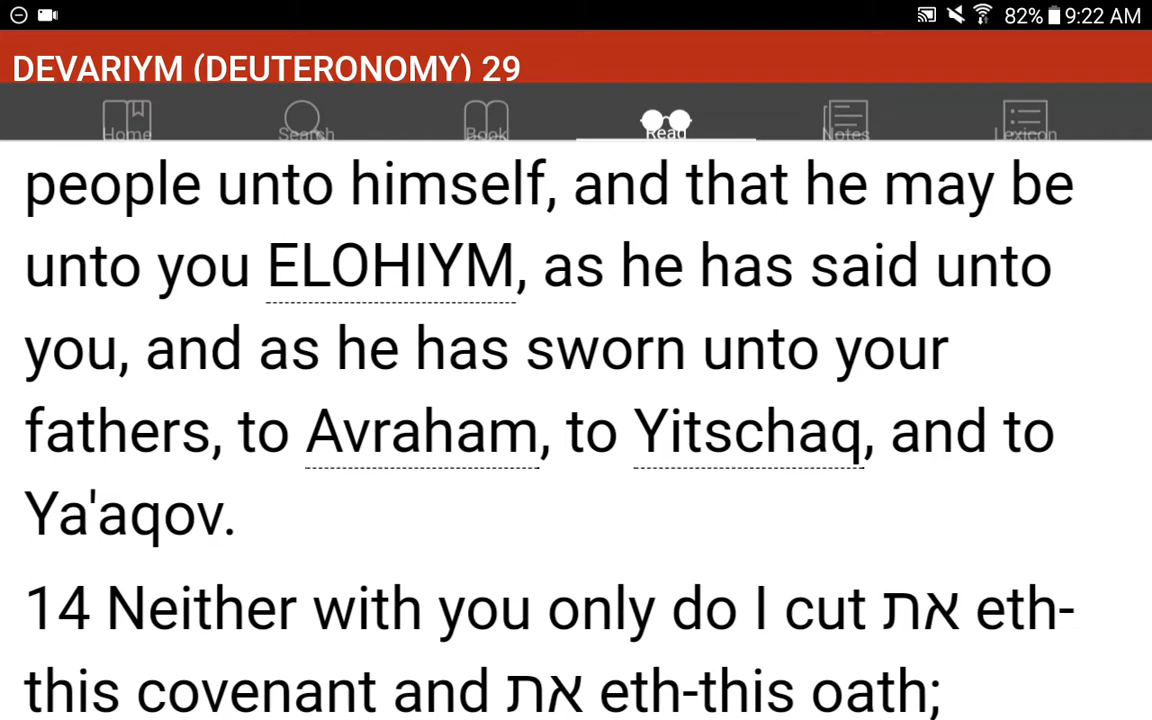 82% 9:22 AM
DEVARIYM (DEUTERONOMY) 29
Home Search Book Read Notes Lexicon
people unto himself, and that he may be
unto you ELOHIYM, as he has said unto
you, and as he has sworn unto your
fathers, to Avraham, to Yitschaq, and to
Ya'aqov.
14 Neither with you only do I cut את eth-
this covenant and את eth-this oath;